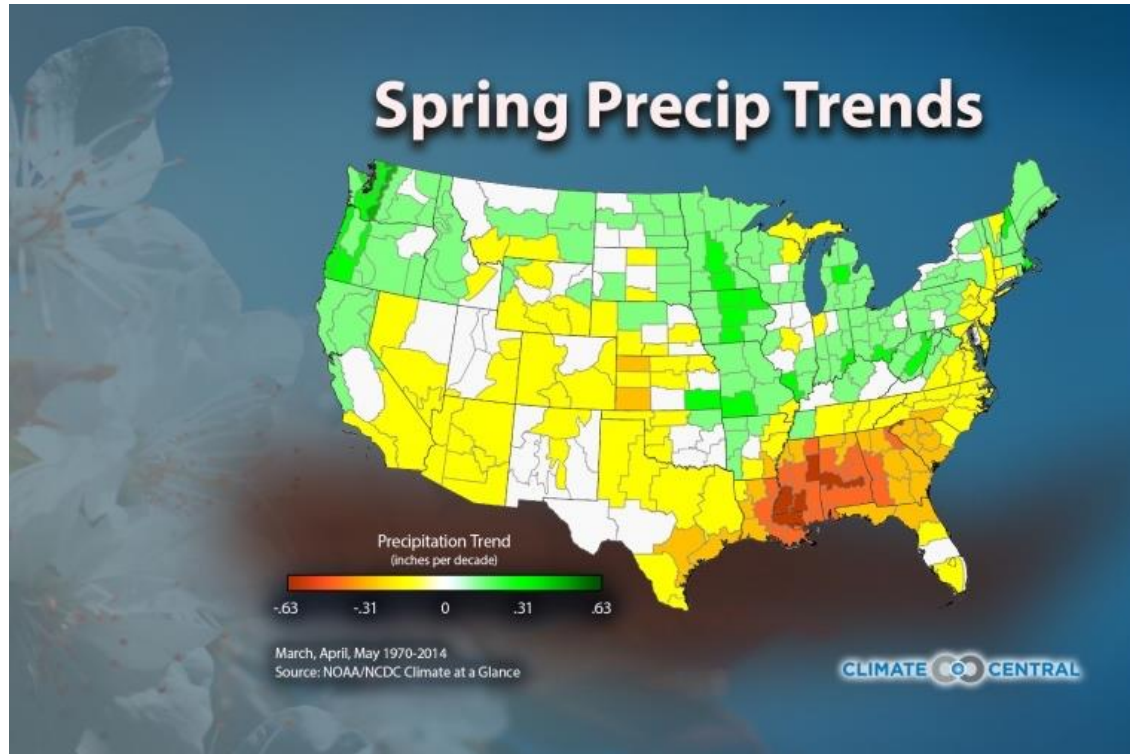 Spring Precip Trends
Precipitation Trend
(inches per decade)
-.63 -.31 0 .31 .63
March, April, May 1970-2014
Source: NOAA/NCDC Climate at a Glance
CLIMATE CENTRAL